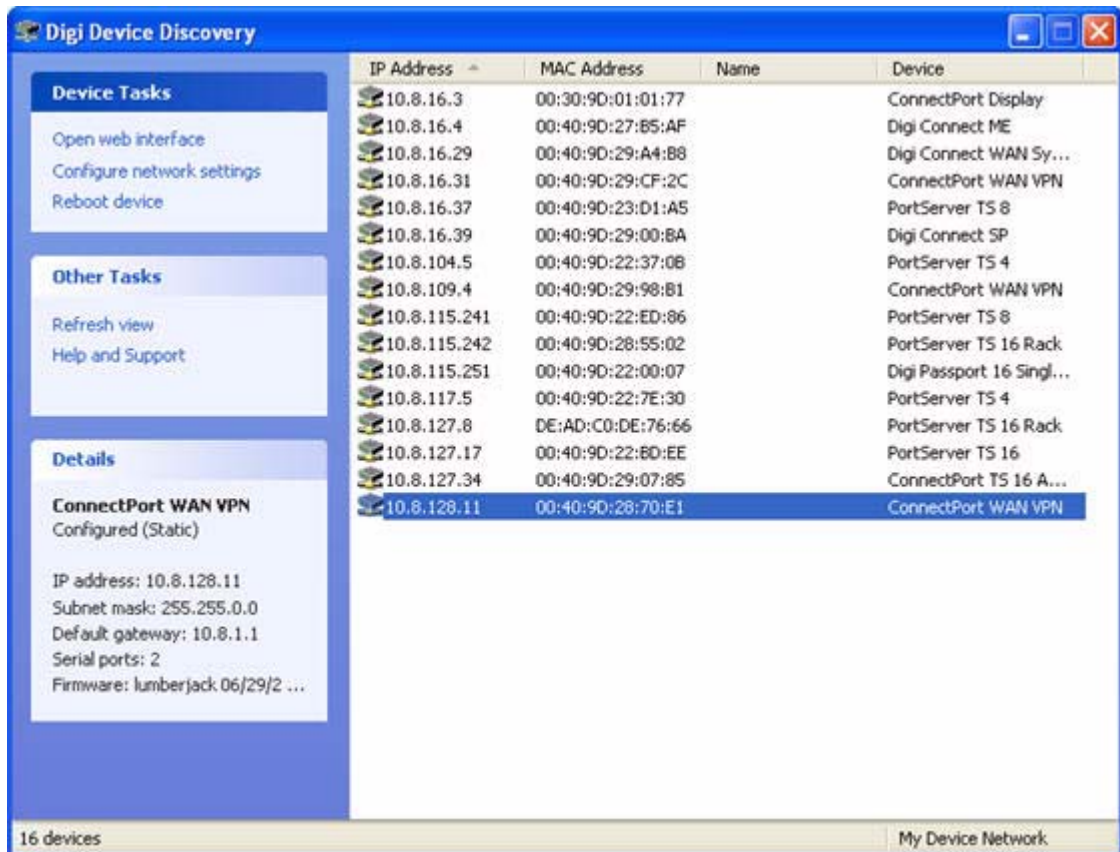 Digi Device Discovery
Device Tasks
Open web interface
Configure network settings
Reboot device
Other Tasks
Refresh view
Help and Support
Details
ConnectPort WAN VPN
Configured (Static)
IP address: 10.8.128.11
Subnet mask: 255.255.0.0
Default gateway: 10.8.1.1
Serial ports: 2
Firmware: lumberjack 06/29/2 ...
IP Address MAC Address Name Device
10.8.16.3 00:30:9D:01:01:77 ConnectPort Display
10.8.16.4 00:40:9D:27:B5:AF Digi Connect ME
10.8.16.29 00:40:9D:29:A4:B8 Digi Connect WAN Sy...
10.8.16.31 00:40:9D:29:CF:2C ConnectPort WAN VPN
10.8.16.37 00:40:9D:23:D1:A5 PortServer TS 8
10.8.16.39 00:40:9D:29:00:BA Digi Connect SP
10.8.104.5 00:40:9D:22:37:0B PortServer TS 4
10.8.109.4 00:40:9D:29:98:B1 ConnectPort WAN VPN
10.8.115.241 00:40:9D:22:ED:86 PortServer TS 8
10.8.115.242 00:40:9D:28:55:02 PortServer TS 16 Rack
10.8.115.251 00:40:9D:22:00:07 Digi Passport 16 Singl...
10.8.117.5 00:40:9D:22:7E:30 PortServer TS 4
10.8.127.8 DE:AD:C0:DE:76:66 PortServer TS 16 Rack
10.8.127.17 00:40:9D:22:BD:EE PortServer TS 16
10.8.127.34 00:40:9D:29:07:85 ConnectPort TS 16 A...
10.8.128.11 00:40:9D:28:70:E1 ConnectPort WAN VPN
16 devices My Device Network